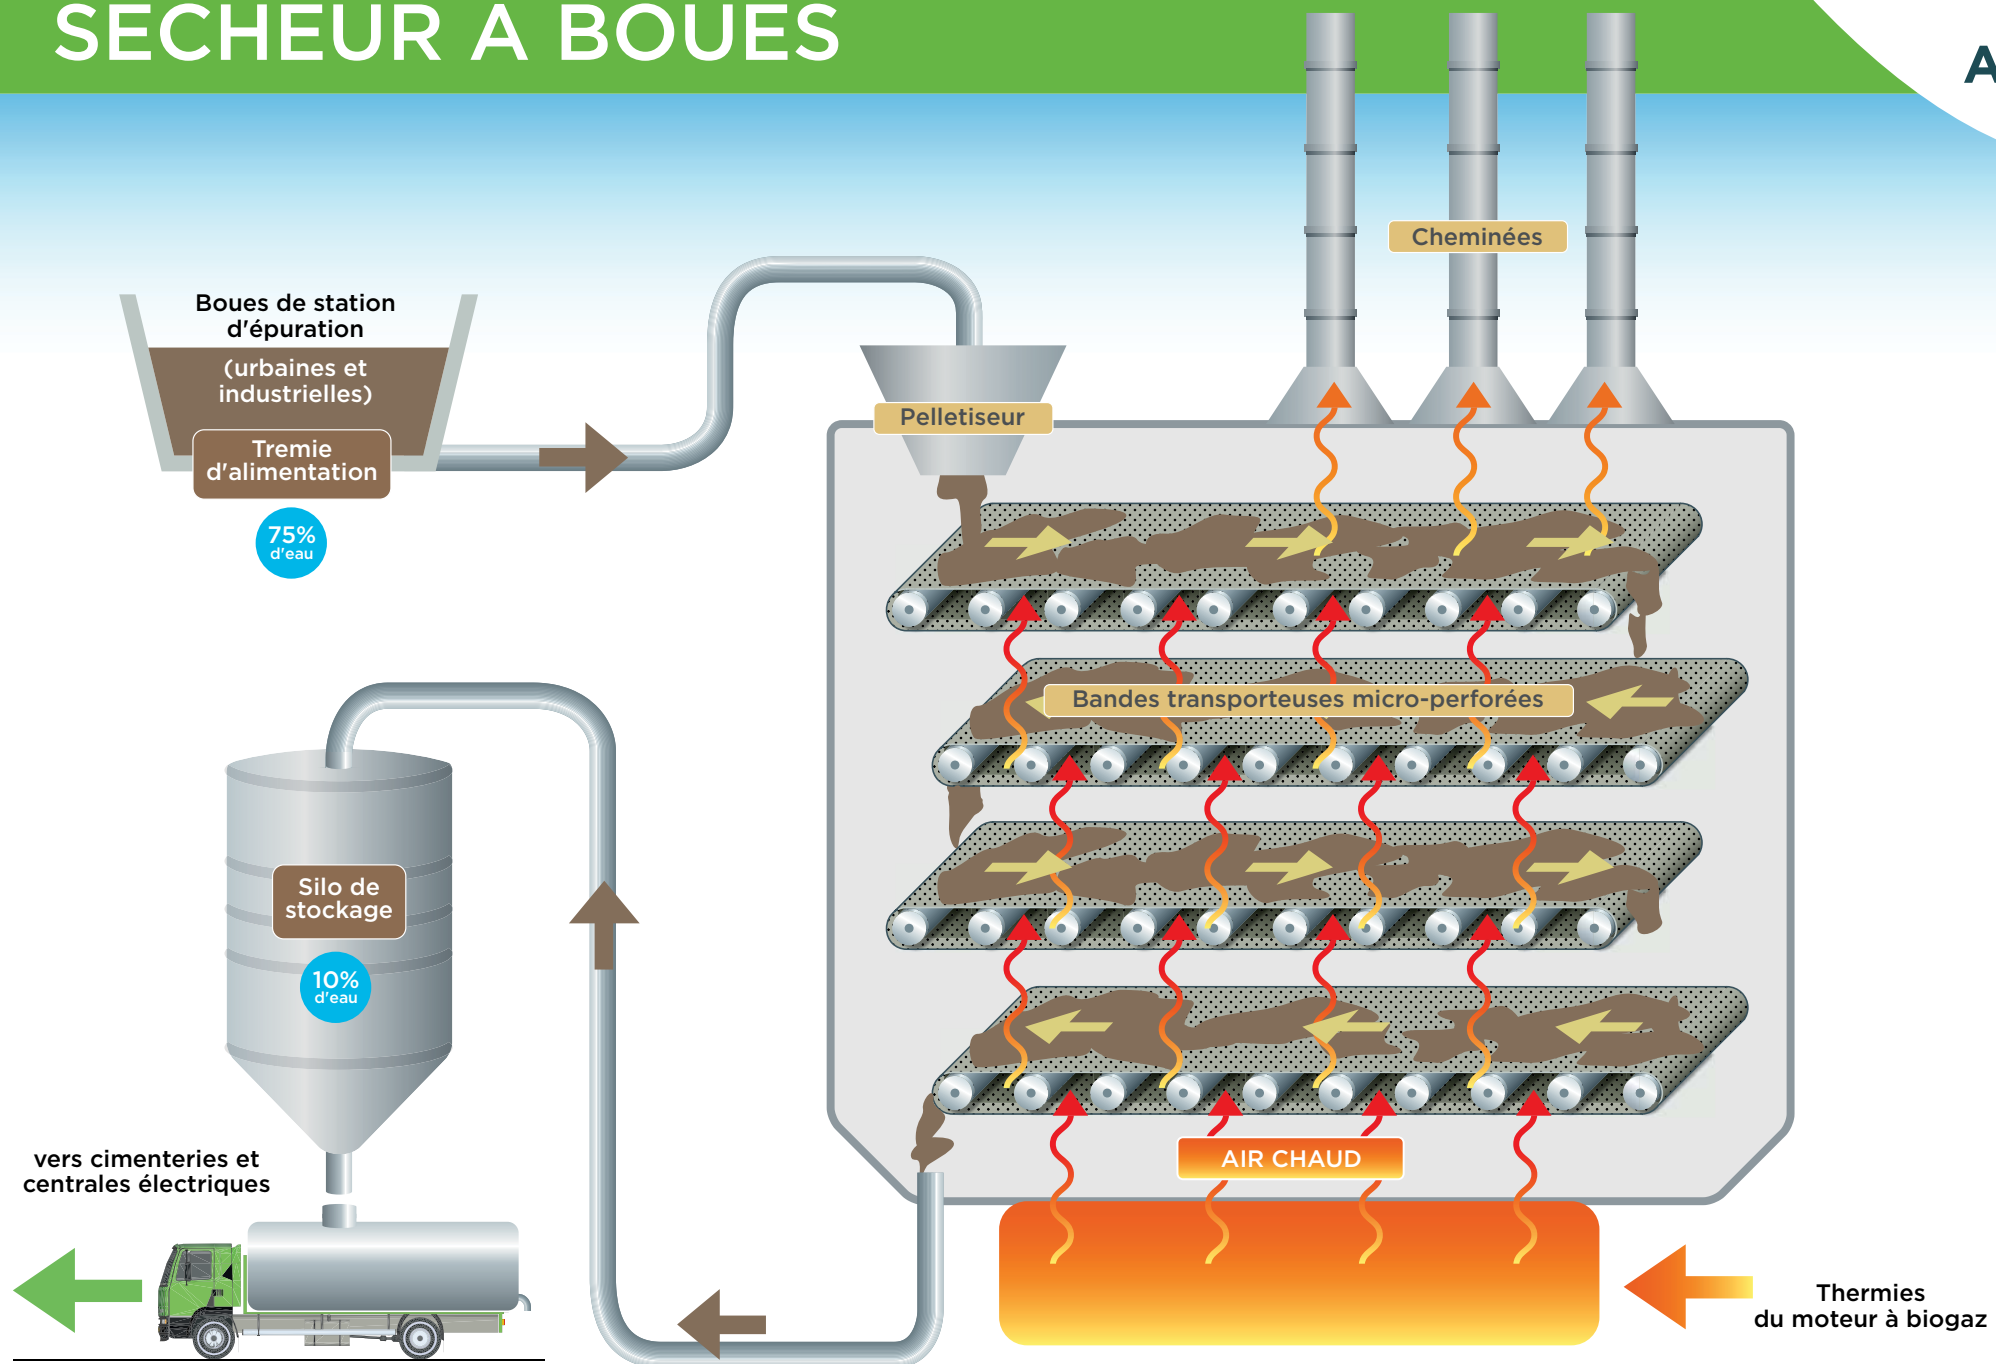 SECHEUR A BOUES
A
Cheminées
Boues de station
d'épuration
(urbaines et
industrielles)
Tremie
d'alimentation
75%
d'eau
Pelletiseur
Bandes transporteuses micro-perforées
Silo de
stockage
10%
d'eau
vers cimenteries et
centrales électriques
AIR CHAUD
Thermies
du moteur à biogaz